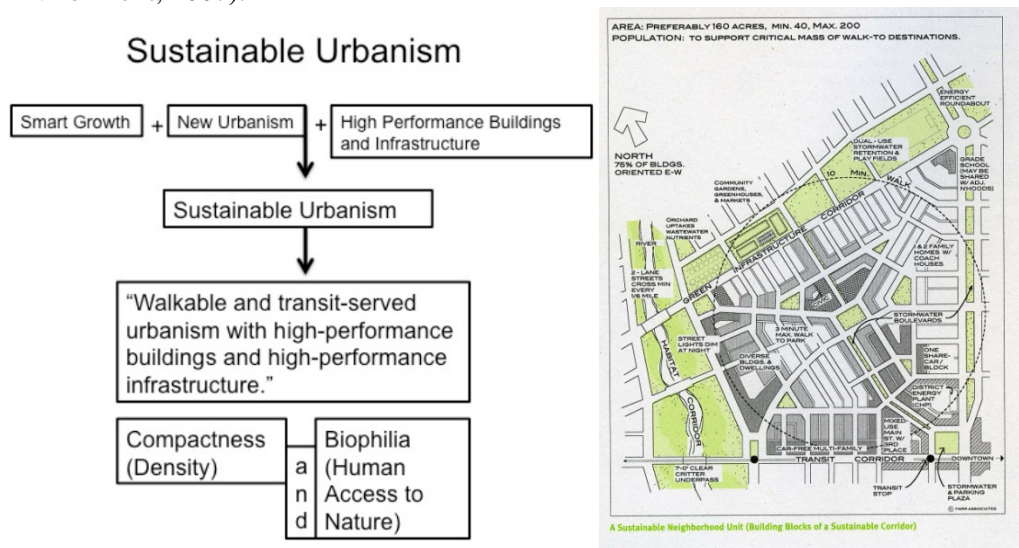 Sustainable Urbanism
Smart Growth + New Urbanism + High Performance Buildings
and Infrastructure
Sustainable Urbanism
“Walkable and transit-served
urbanism with high-performance
buildings and high-performance
infrastructure.”
Compactness
(Density)
a
n
d
Biophilia
(Human
Access to
Nature)
AREA: PREFERABLY 160 ACRES, MIN. 40, MAX. 200
POPULATION: TO SUPPORT CRITICAL MASS OF WALK-TO DESTINATIONS.
ENERGY
EFFICIENT
ROUNDABOUT
NORTH
75% OF BLDGS.
ORIENTED E-W
DUAL-USE
STORMWATER
RETENTION &
PLAY FIELDS
GRADE
SCHOOL
(MAY BE
SHARED
W/ ADJ.
NHOODS)
10 MIN. WALK
COMMUNITY
GARDENS,
GREENHOUSES,
& MARKETS
ORCHARD
UPTAKES
WASTEWATER
NUTRIENTS
RIVER
GREEN INFRASTRUCTURE CORRIDOR
1 & 2 FAMILY
HOMES W/
COACH
HOUSES
2-LANE
STREETS
CROSS MIN
EVERY
1/8 MILE
CIVIC
STORMWATER
BOULEVARDS
3 MINUTE
MAX. WALK
TO PARK
STREET
LIGHTS DIM
AT NIGHT
DIVERSE
BLDGS. &
DWELLINGS
ONE
SHARE-
CAR /
BLOCK
HABITAT CORRIDOR
DISTRICT
ENERGY
PLANT
(CHP)
MIXED-
USE
MAIN
ST. W/
3RD
PLACE
CAR-FREE MULTI-FAMILY
TRANSIT CORRIDOR
DOWNTOWN
7'-0" CLEAR
CRITTER
UNDERPASS
TRANSIT
STOP
STORMWATER
& PARKING
PLAZA
© FARR ASSOCIATES
A Sustainable Neighborhood Unit (Building Blocks of a Sustainable Corridor)